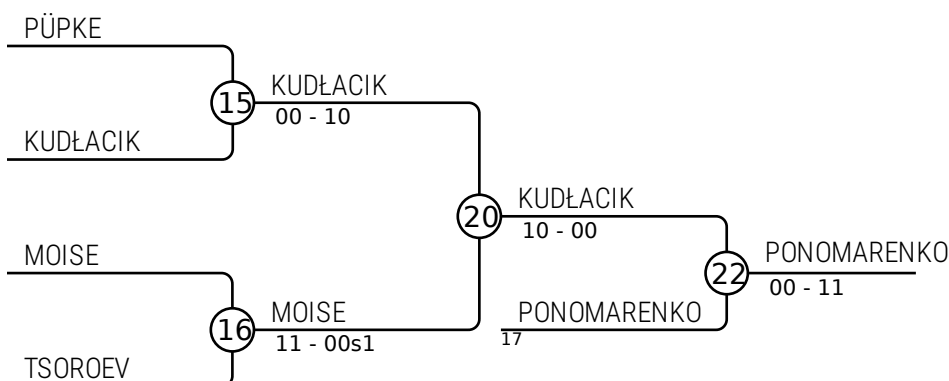 PÜPKE
15
KUDŁACIK
00 - 10
KUDŁACIK
20
KUDŁACIK
10 - 00
MOISE
22
PONOMARENKO
00 - 11
16
MOISE
11 - 00s1
PONOMARENKO
17
TSOROEV